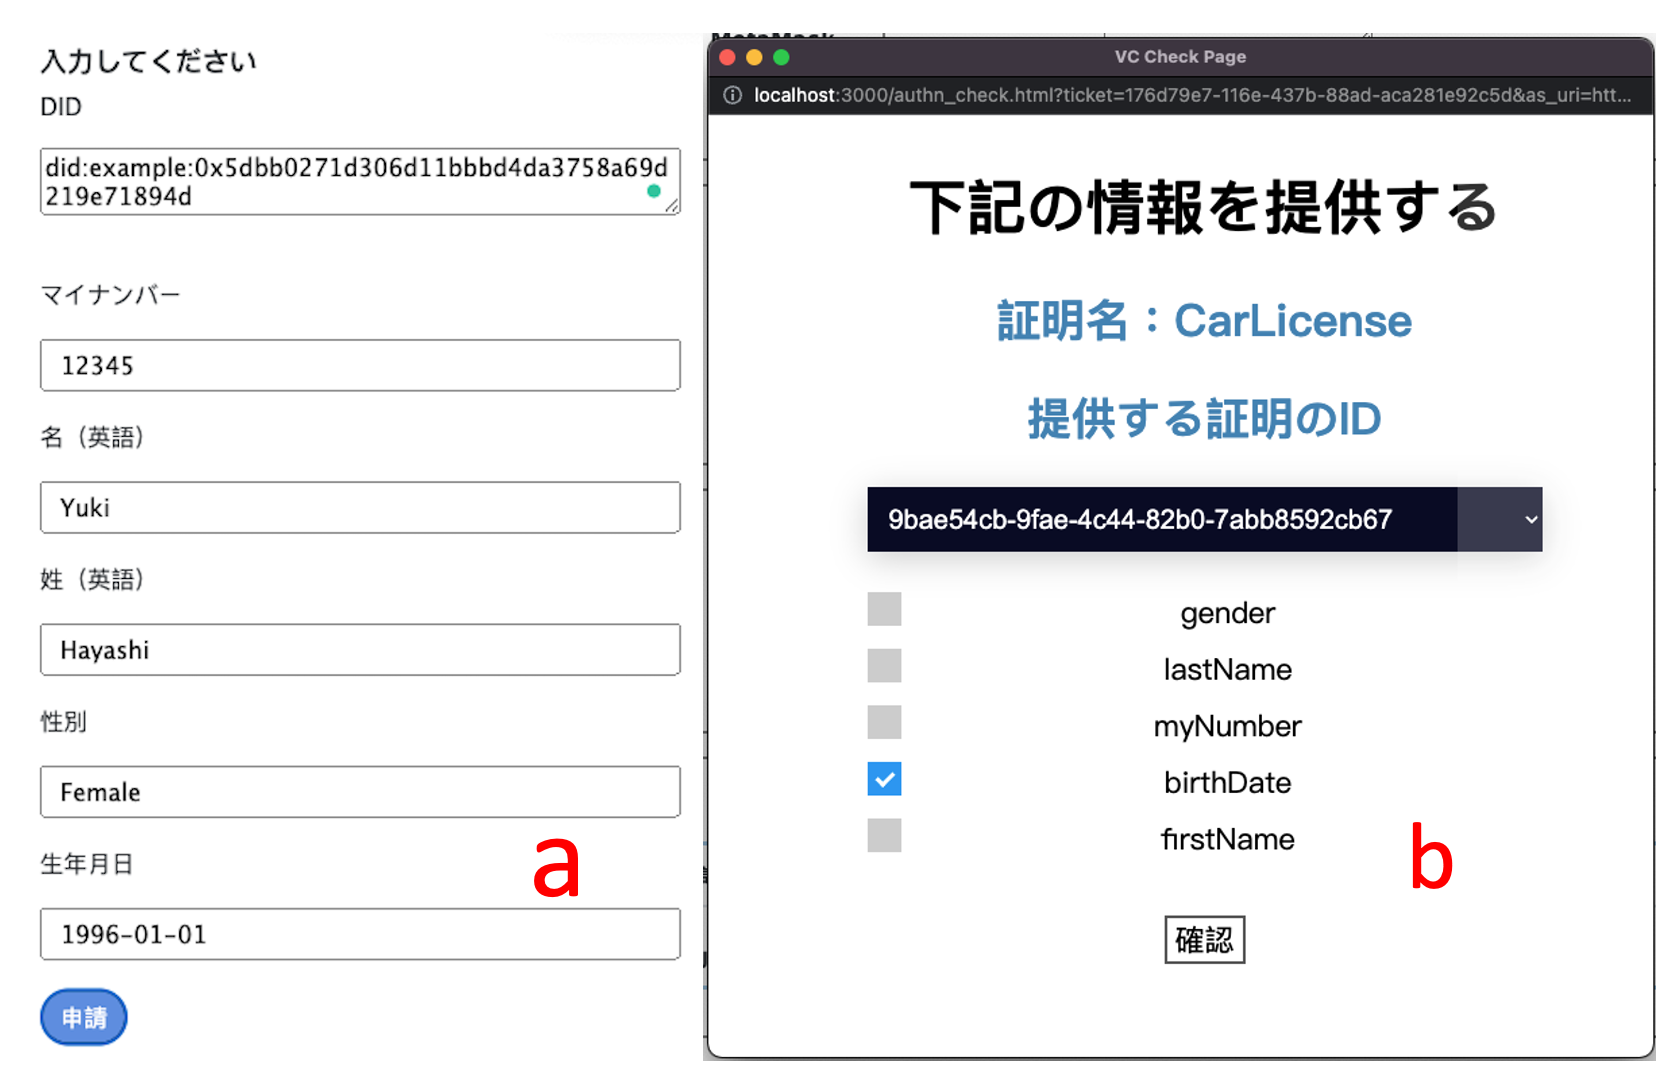 入力してください
DID
did:example:0x5dbb0271d306d11bbbd4da3758a69d
219e71894d
マイナンバー
12345
名（英語）
Yuki
姓（英語）
Hayashi
性別
Female
生年月日
1996-01-01
申請
a
VC Check Page
localhost:3000/authn_check.html?ticket=176d79e7-116e-437b-88ad-aca281e92c5d&as_uri=htt...
下記の情報を提供する
証明名：CarLicense
提供する証明のID
9bae54cb-9fae-4c44-82b0-7abb8592cb67
gender
lastName
myNumber
birthDate
firstName
b
確認